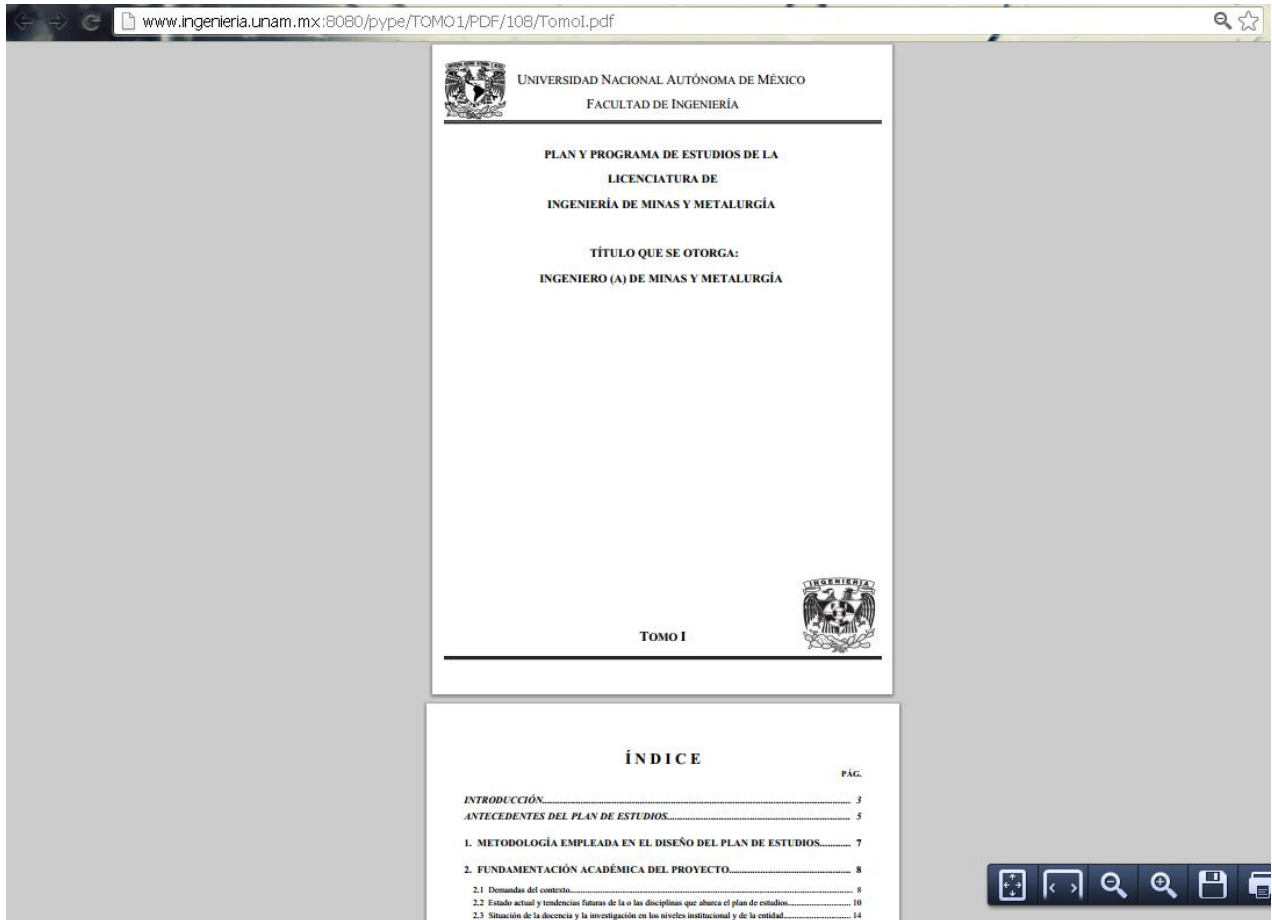 www.ingenieria.unam.mx:8080/pype/TOMO1/PDF/108/TomoI.pdf
UNIVERSIDAD NACIONAL AUTÓNOMA DE MÉXICO
FACULTAD DE INGENIERÍA
PLAN Y PROGRAMA DE ESTUDIOS DE LA
LICENCIATURA DE
INGENIERÍA DE MINAS Y METALURGÍA
TÍTULO QUE SE OTORGA:
INGENIERO (A) DE MINAS Y METALURGÍA
INGENIERIA
TOMO I
ÍNDICE
PÁG.
INTRODUCCIÓN................................................................ 3
ANTECEDENTES DEL PLAN DE ESTUDIOS................................................................ 5
1. METODOLOGÍA EMPLEADA EN EL DISEÑO DEL PLAN DE ESTUDIOS........... 7
2. FUNDAMENTACIÓN ACADÉMICA DEL PROYECTO........................................ 8
2.1 Demandas del contexto................................................................ 8
2.2 Estado actual y tendencias futuras de la o las disciplinas que abarca el plan de estudios........................ 10
2.3 Situación de la docencia y la investigación en los niveles institucional y de la entidad........................ 14